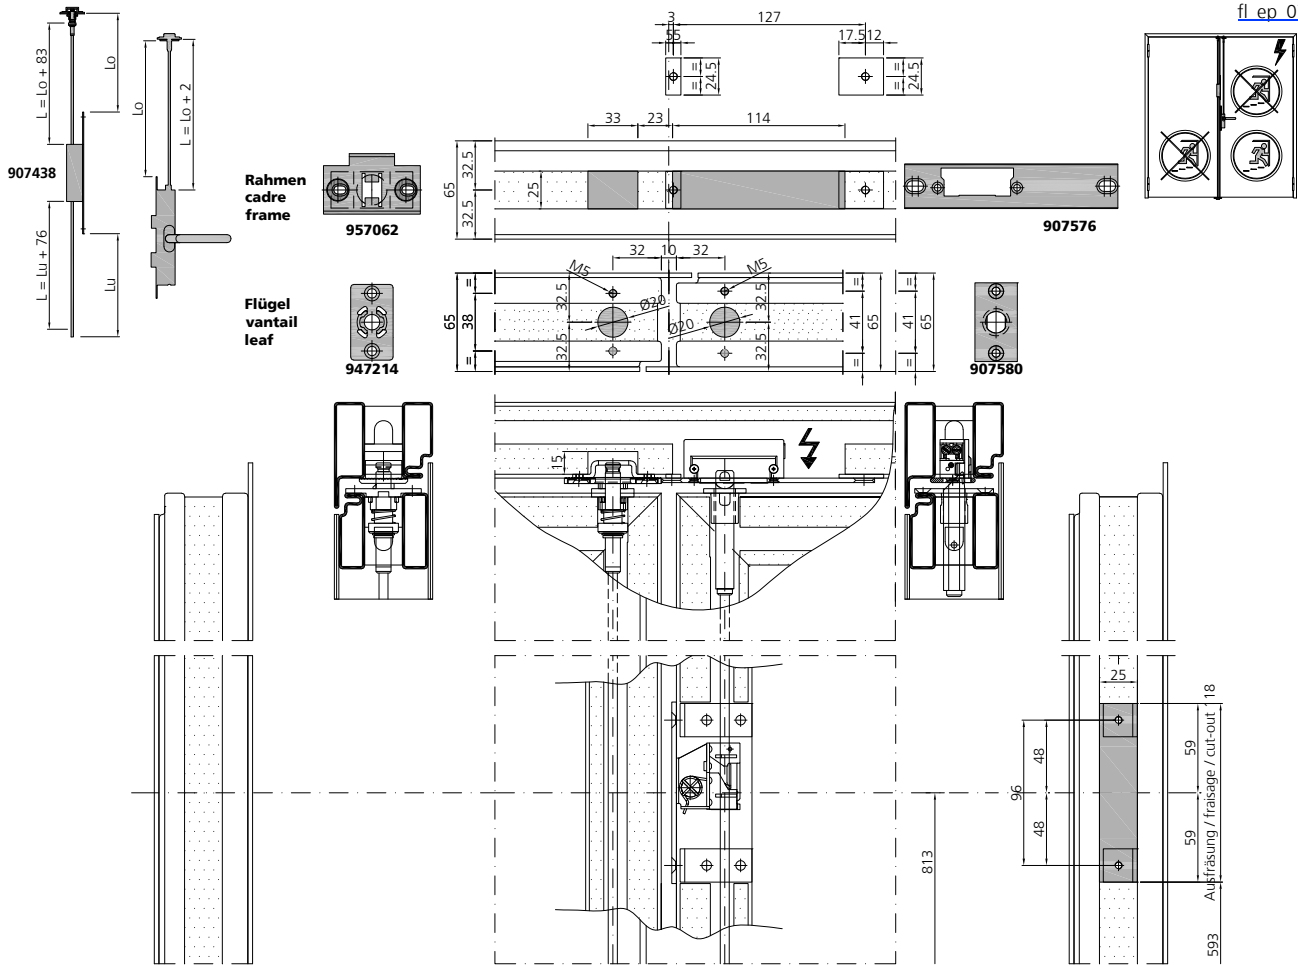 fl_ep_0
3
127
5 5
17.5 12
=
=
24.5
=
=
24.5
L = Lo + 83
Lo
Lo
L = Lo + 2
907438
L = Lu + 76
Lu
33
23
114
Rahmen
cadre
frame
957062
65
32.5
32.5
25
907576
32
10
32
M5
M5
Flügel
vantail
leaf
947214
65
=
38
=
32.5
32.5
Ø20
Ø20
32.5
32.5
=
41
=
65
=
41
=
65
907580
15
25
96
48
48
59
59
Ausfräsung / fraisage / cut-out 118
813
593